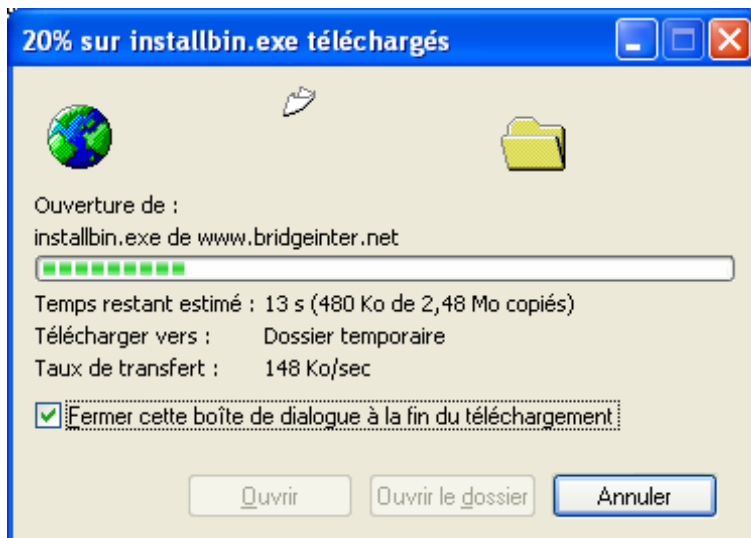 20% sur installbin.exe téléchargés
Ouverture de :
installbin.exe de www.bridgeinter.net
Temps restant estimé : 13 s (480 Ko de 2,48 Mo copiés)
Télécharger vers : Dossier temporaire
Taux de transfert : 148 Ko/sec
Fermer cette boîte de dialogue à la fin du téléchargement
Ouvrir Ouvrir le dossier Annuler